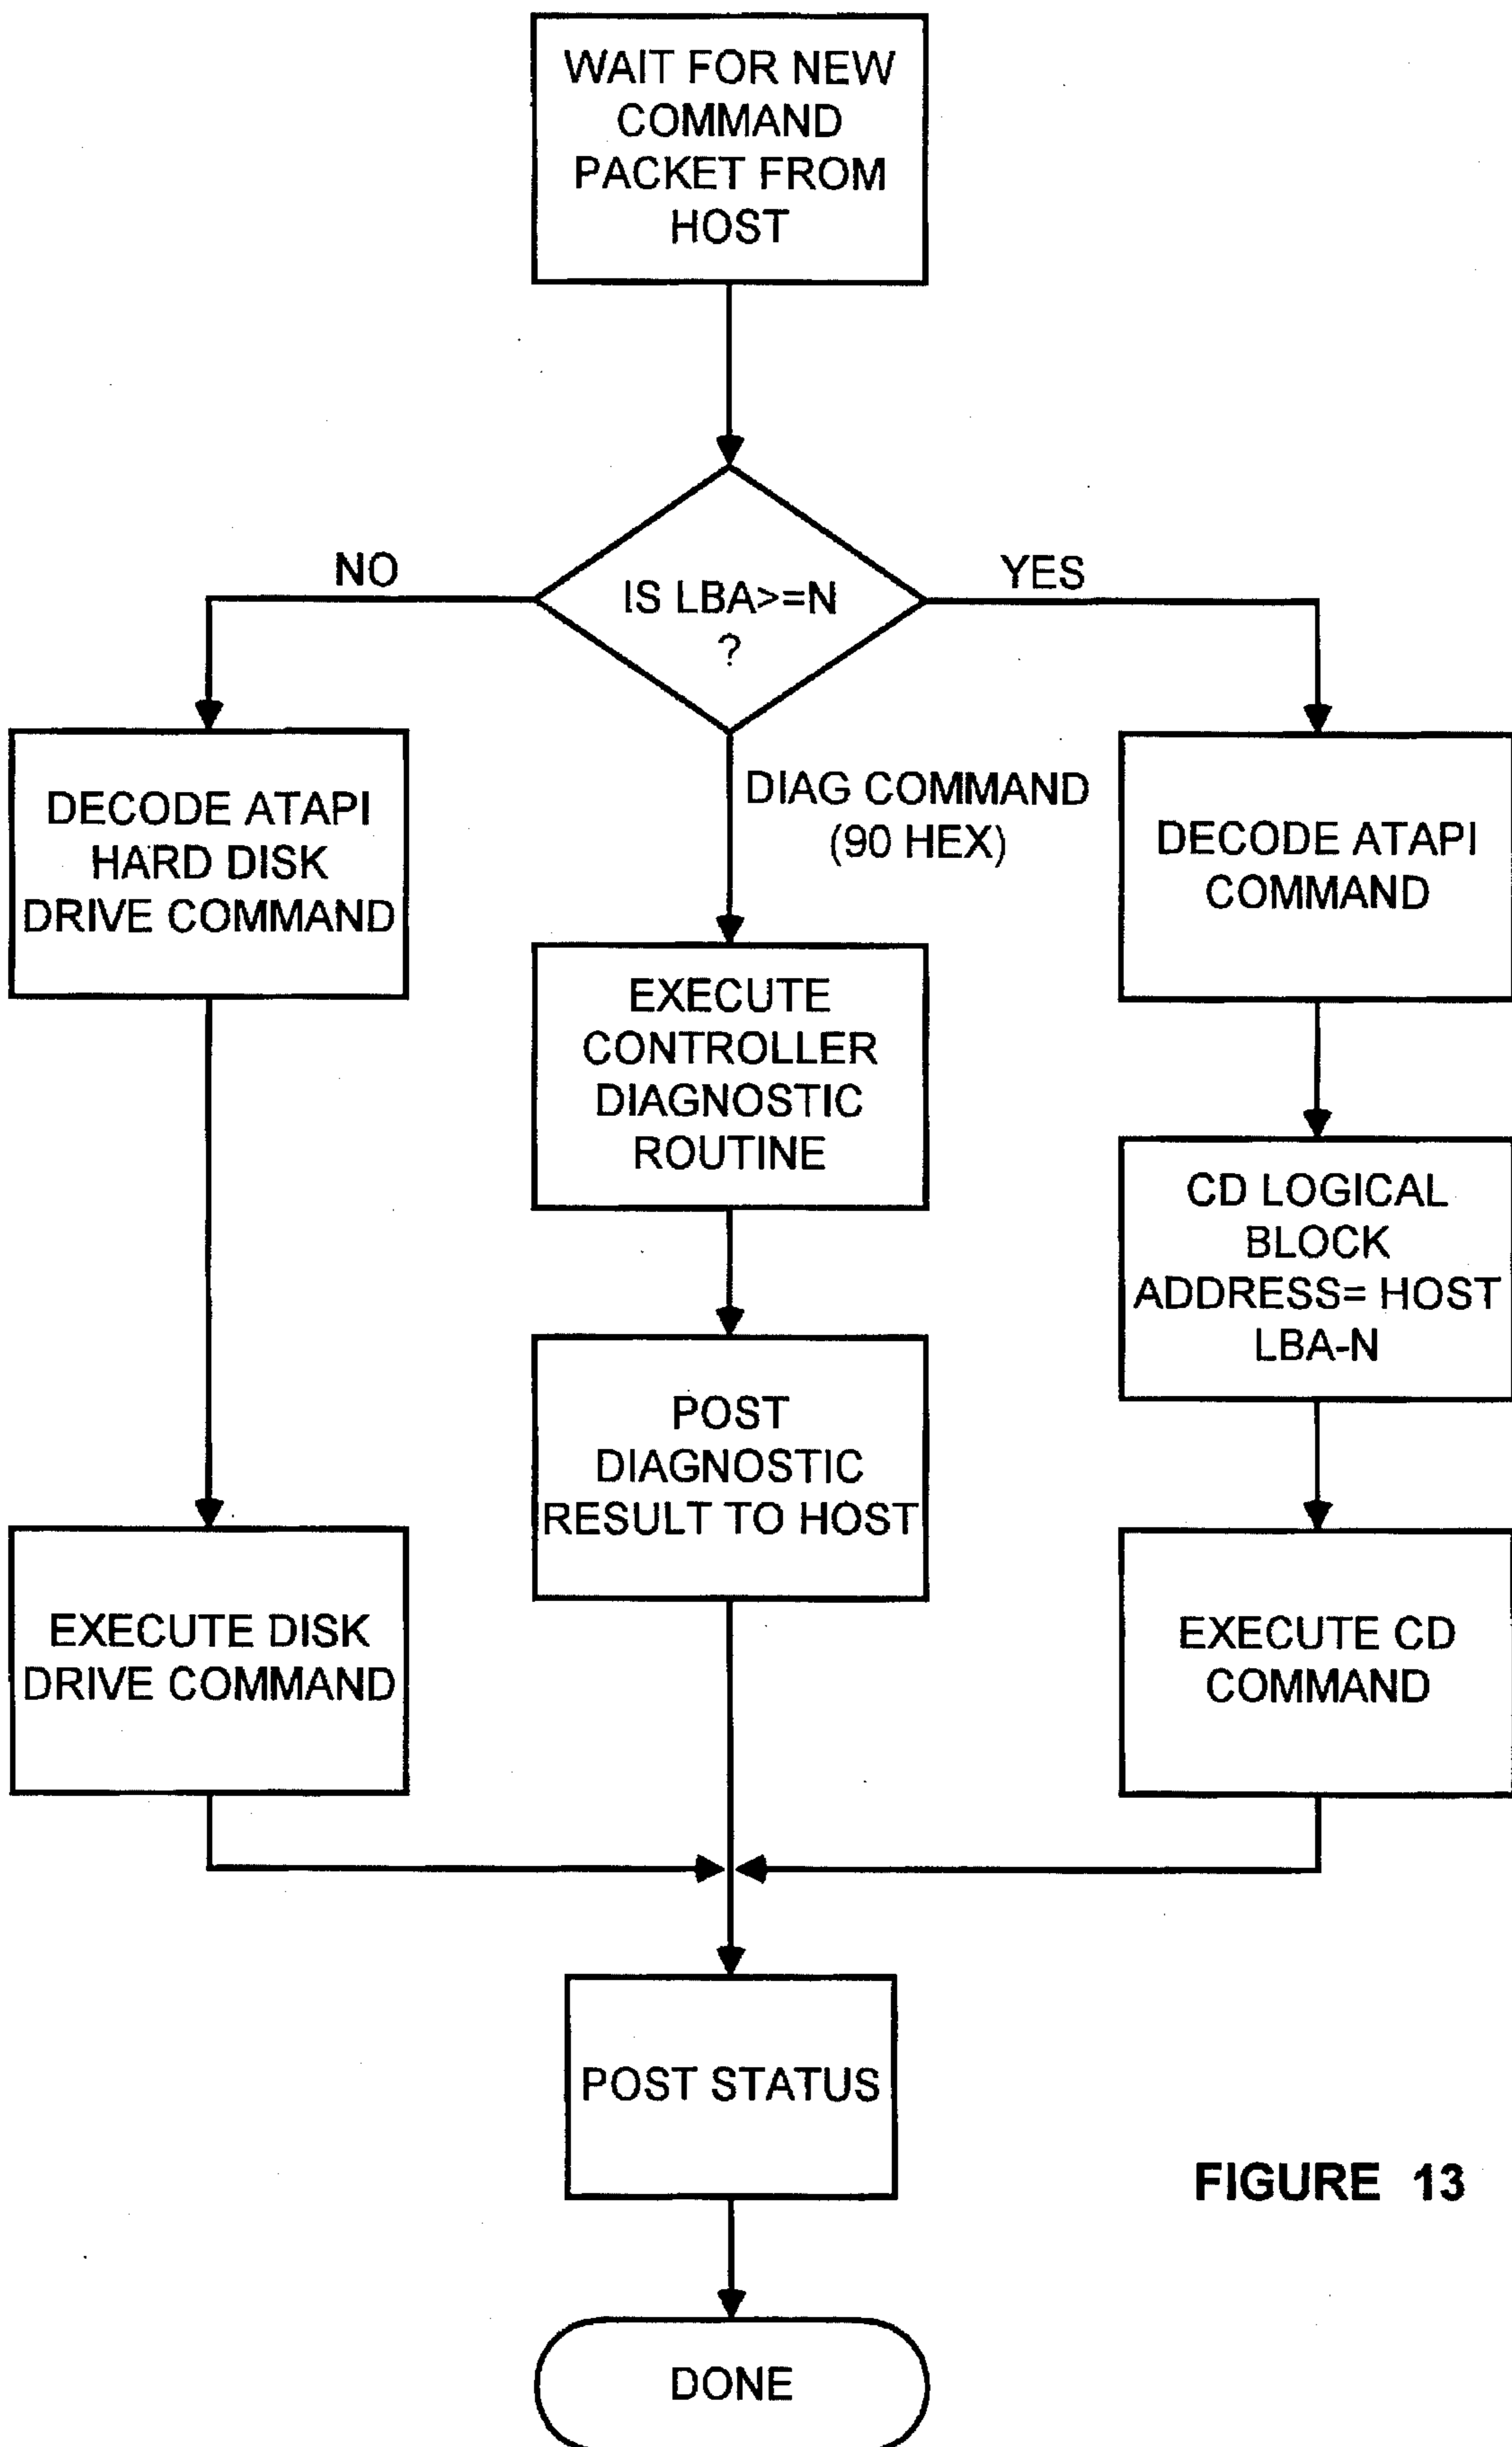 WAIT FOR NEW
COMMAND
PACKET FROM
HOST
NO
IS LBA>=N
?
YES
DIAG COMMAND
(90 HEX)
DECODE ATAPI
HARD DISK
DRIVE COMMAND
EXECUTE
CONTROLLER
DIAGNOSTIC
ROUTINE
DECODE ATAPI
COMMAND
CD LOGICAL
BLOCK
ADDRESS= HOST
LBA-N
POST
DIAGNOSTIC
RESULT TO HOST
EXECUTE DISK
DRIVE COMMAND
EXECUTE CD
COMMAND
POST STATUS
FIGURE 13
DONE